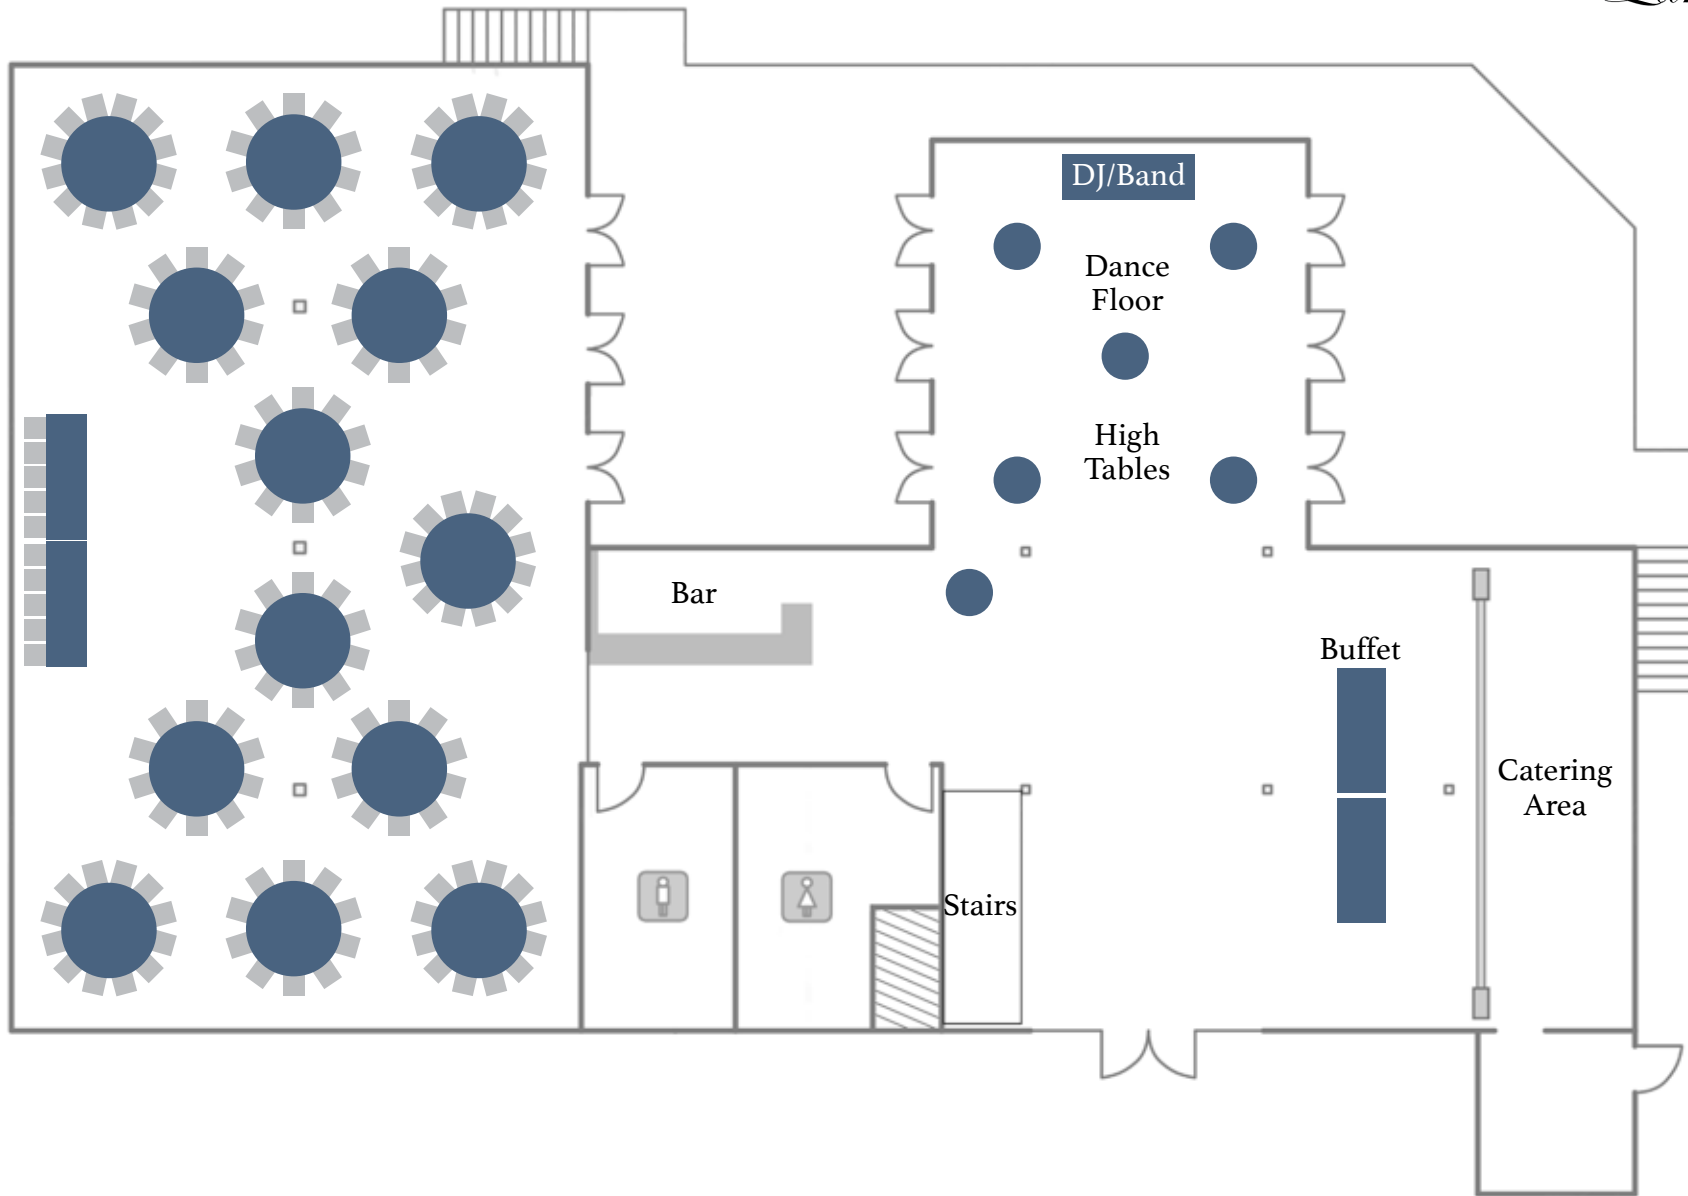 DJ/Band
Dance
Floor
High
Tables
Bar
Buffet
Catering
Area
Stairs